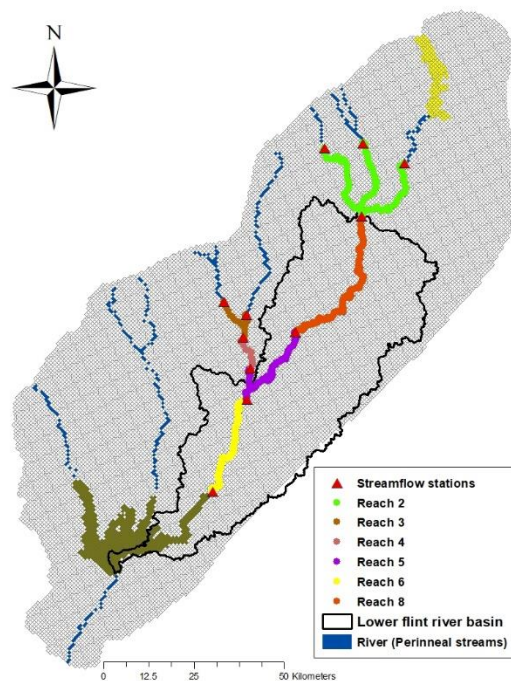 N
Streamflow stations
Reach 2
Reach 3
Reach 4
Reach 5
Reach 6
Reach 8
Lower flint river basin
River (Perinneal streams)
0 12.5 25 50 Kilometers